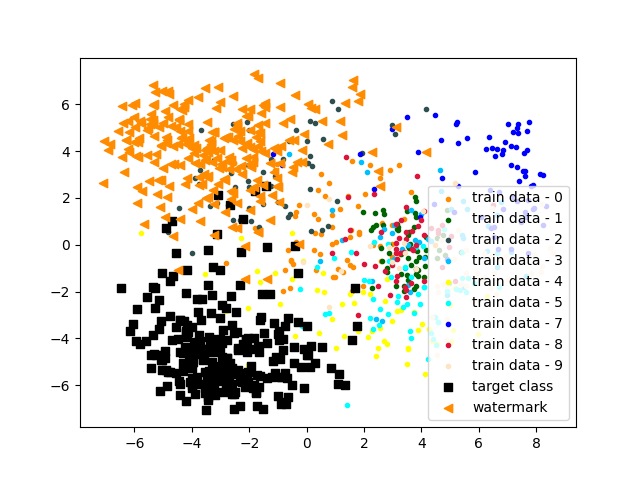 6
4
2
0
−2
−4
−6
−6
−4
−2
0
2
4
6
8
train data - 0
train data - 1
train data - 2
train data - 3
train data - 4
train data - 5
train data - 7
train data - 8
train data - 9
target class
watermark